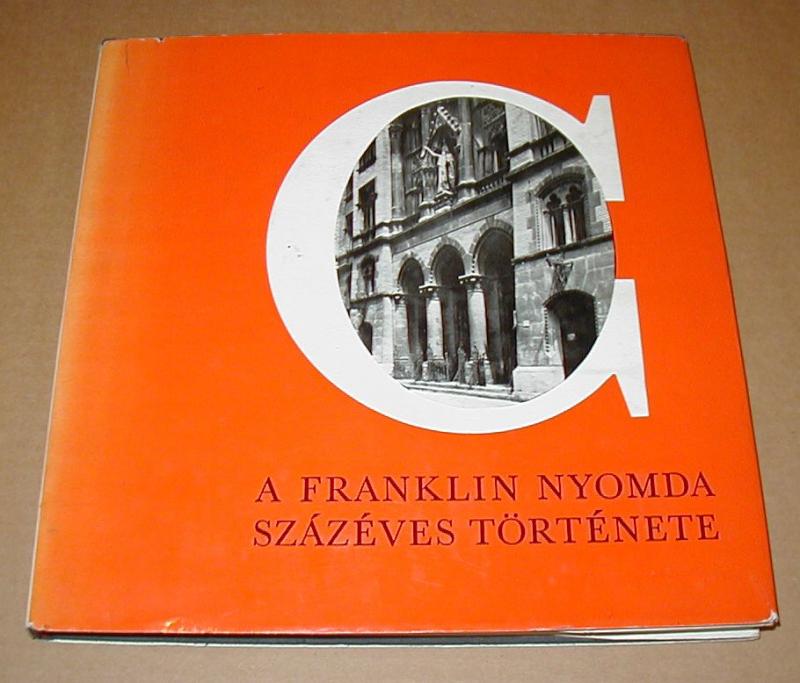 C
A FRANKLIN NYOMDA
SZÁZÉVES TÖRTÉNETE